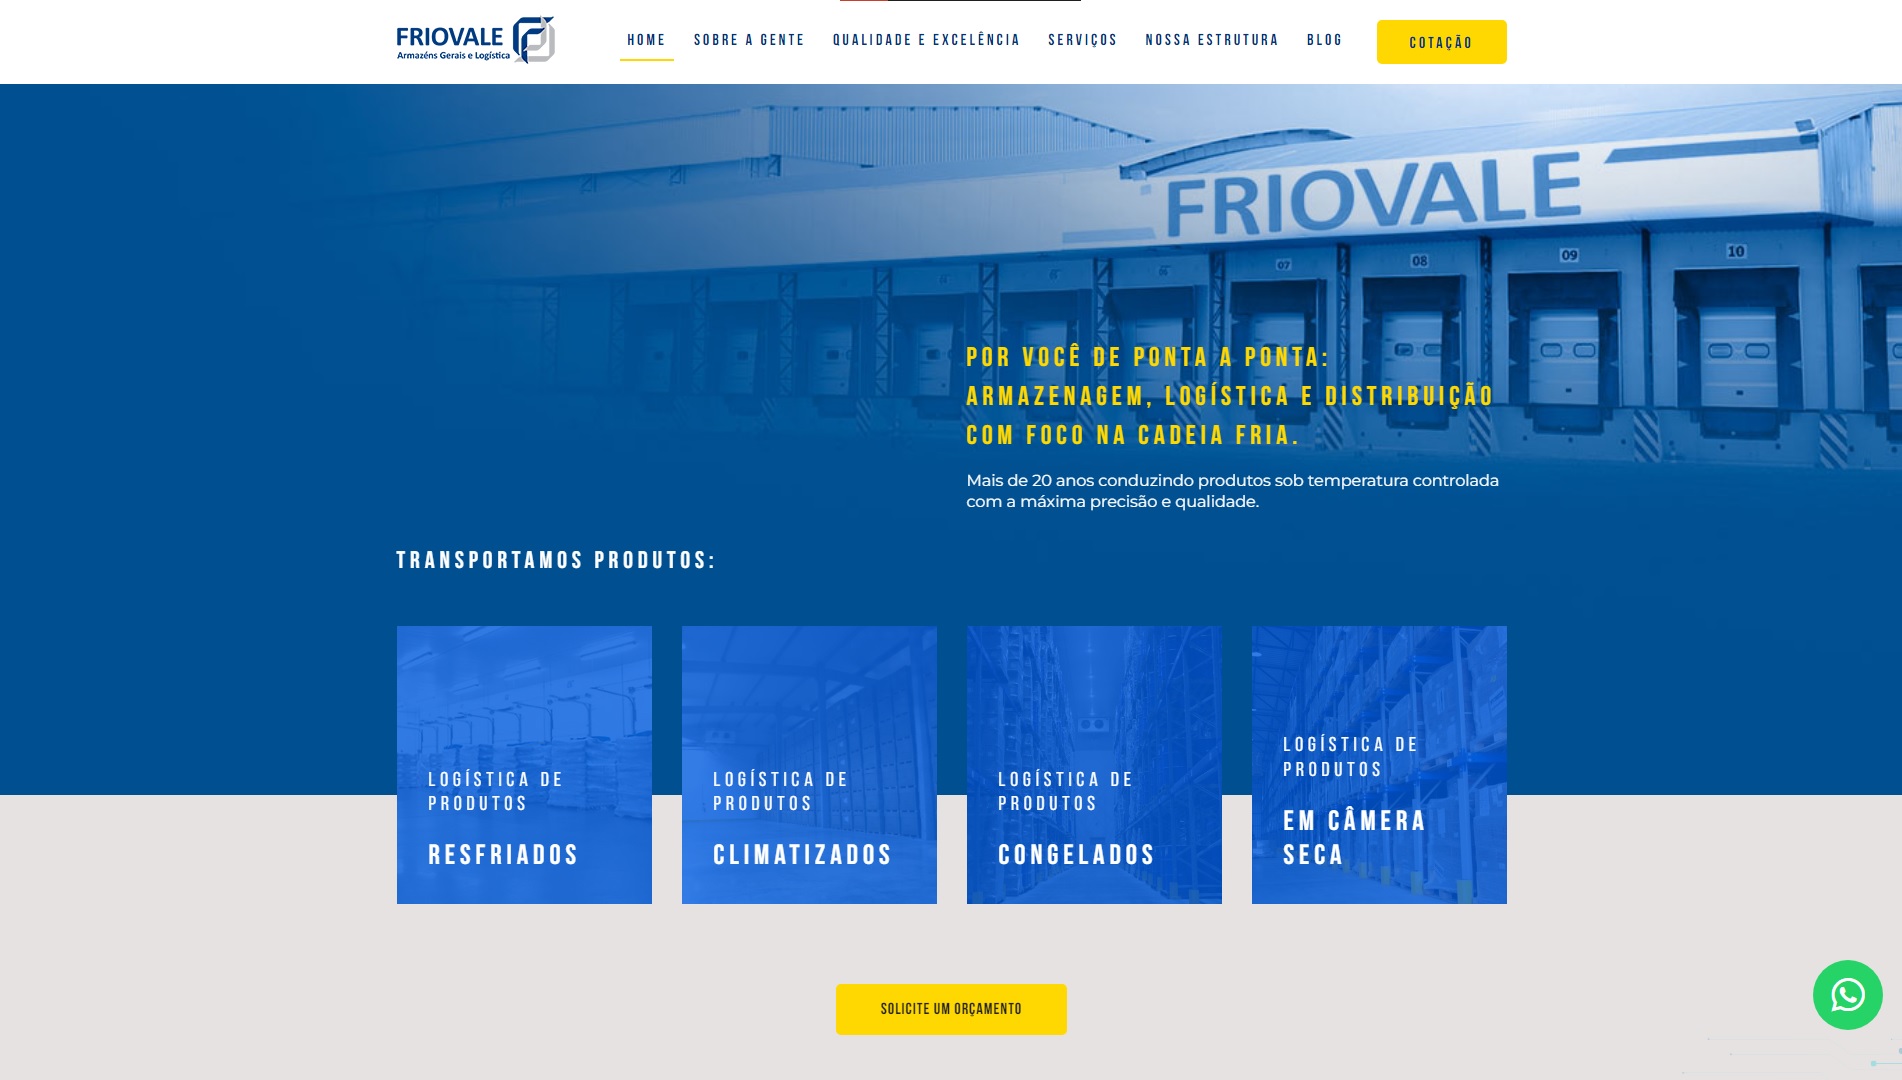 FRIOVALE
Armazéns Gerais e Logística
HOME
SOBRE A GENTE
QUALIDADE E EXCELÊNCIA
SERVIÇOS
NOSSA ESTRUTURA
BLOG
COTAÇÃO
FRIOVALE
07
08
09
10
POR VOCÊ DE PONTA A PONTA:
ARMAZENAGEM, LOGÍSTICA E DISTRIBUIÇÃO
COM FOCO NA CADEIA FRIA.
Mais de 20 anos conduzindo produtos sob temperatura controlada
com a máxima precisão e qualidade.
TRANSPORTAMOS PRODUTOS:
LOGÍSTICA DE
PRODUTOS
RESFRIADOS
LOGÍSTICA DE
PRODUTOS
CLIMATIZADOS
LOGÍSTICA DE
PRODUTOS
CONGELADOS
LOGÍSTICA DE
PRODUTOS
EM CÂMERA
SECA
SOLICITE UM ORÇAMENTO